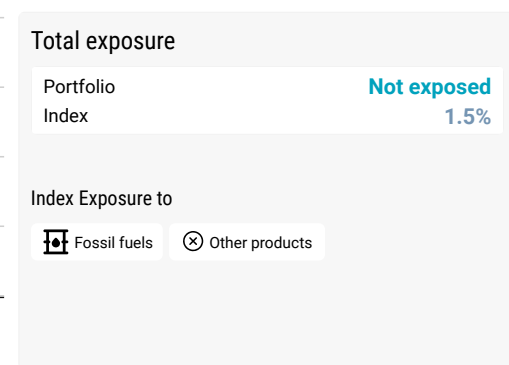 Total exposure
Portfolio Not exposed
Index 1.5%
Index Exposure to
Fossil fuels Other products